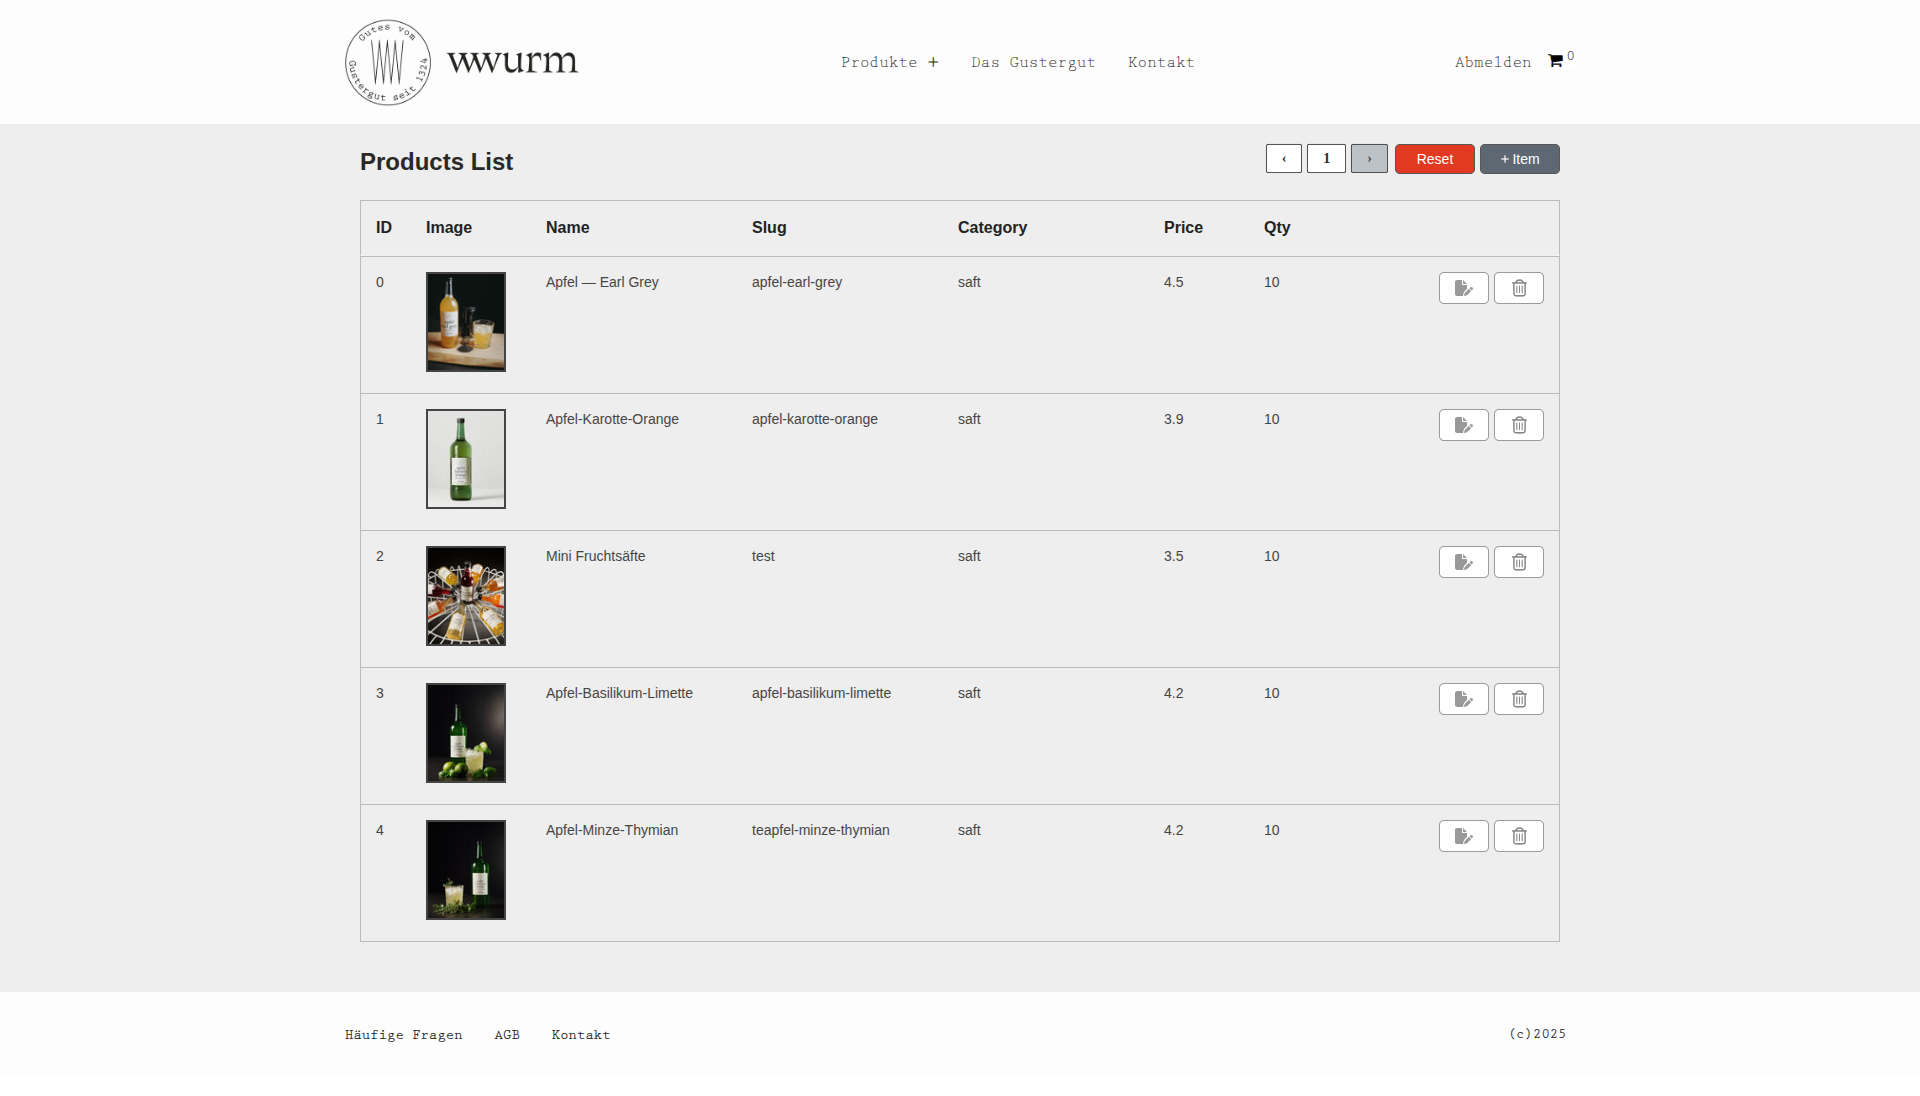 Gutes vom
Gustergut seit 1324
wwurm
Produkte +
Das Gustergut
Kontakt
Abmelden
0
Products List
‹ 1 ›
Reset
+ Item
ID Image Name Slug Category Price Qty
0 Apfel — Earl Grey apfel-earl-grey saft 4.5 10
1 Apfel-Karotte-Orange apfel-karotte-orange saft 3.9 10
2 Mini Fruchtsäfte test saft 3.5 10
3 Apfel-Basilikum-Limette apfel-basilikum-limette saft 4.2 10
4 Apfel-Minze-Thymian teapfel-minze-thymian saft 4.2 10
Häufige Fragen AGB Kontakt
(c)2025